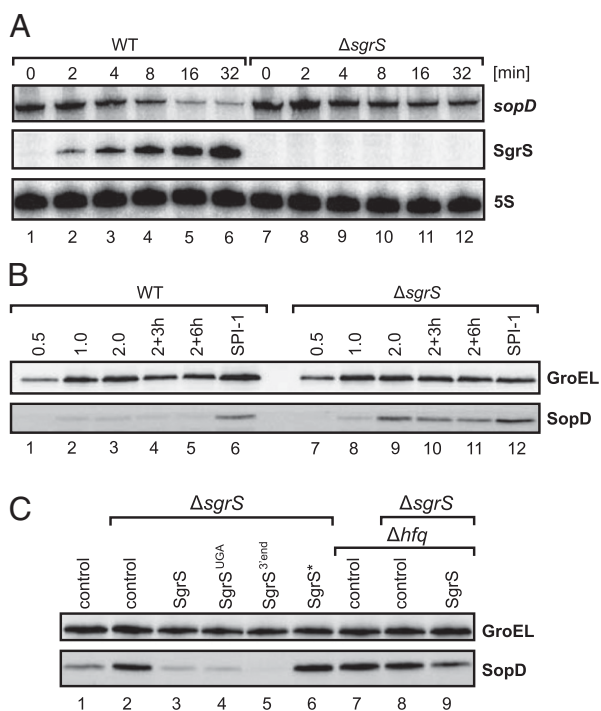 A
WT ΔsgrS
0 2 4 8 16 32 0 2 4 8 16 32 [min]
sopD
SgrS
5S
1 2 3 4 5 6 7 8 9 10 11 12
B
WT ΔsgrS
0.5 1.0 2.0 2+3h 2+6h SPI-1 0.5 1.0 2.0 2+3h 2+6h SPI-1
GroEL
SopD
1 2 3 4 5 6 7 8 9 10 11 12
C
ΔsgrS ΔsgrS
Δhfq
control control SgrS SgrS^UGA SgrS^3'end SgrS* control control SgrS
GroEL
SopD
1 2 3 4 5 6 7 8 9